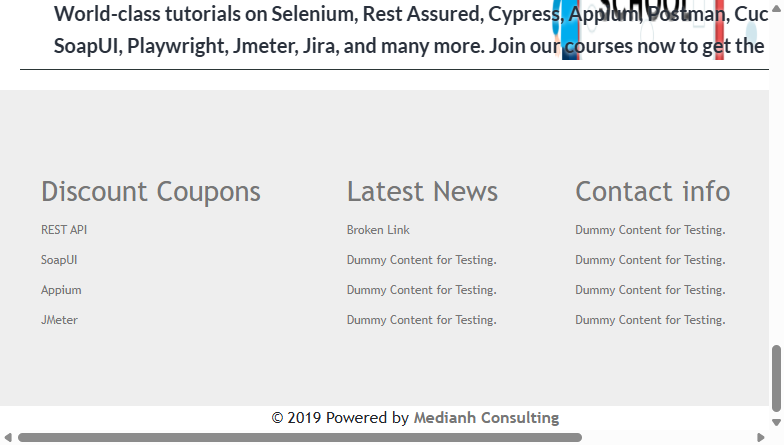 World-class tutorials on Selenium, Rest Assured, Cypress, Appium, Postman, Cuc
SoapUI, Playwright, Jmeter, Jira, and many more. Join our courses now to get the
SCHOOL
Discount Coupons
REST API
SoapUI
Appium
JMeter
Latest News
Broken Link
Dummy Content for Testing.
Dummy Content for Testing.
Dummy Content for Testing.
Contact info
Dummy Content for Testing.
Dummy Content for Testing.
Dummy Content for Testing.
Dummy Content for Testing.
© 2019 Powered by Medianh Consulting